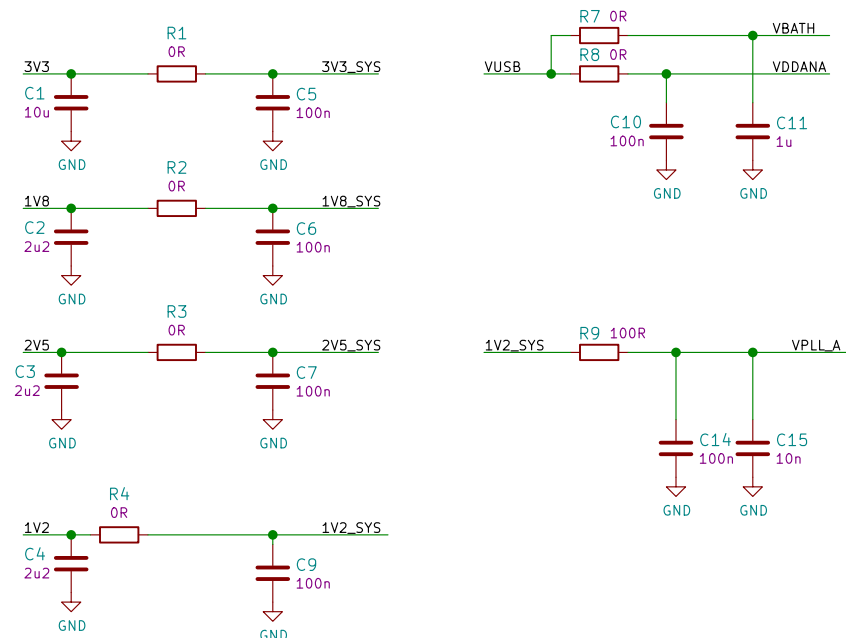 R1
0R
3V3
3V3_SYS
C1
10u
C5
100n
GND
GND
R2
0R
1V8
1V8_SYS
C2
2u2
C6
100n
GND
GND
R3
0R
2V5
2V5_SYS
C3
2u2
C7
100n
GND
GND
R4
0R
1V2
1V2_SYS
C4
2u2
C9
100n
GND
GND
R7 0R
VBATH
R8 0R
VUSB
VDDANA
C10
100n
C11
1u
GND
GND
R9 100R
1V2_SYS
VPLL_A
C14
100n
C15
10n
GND
GND